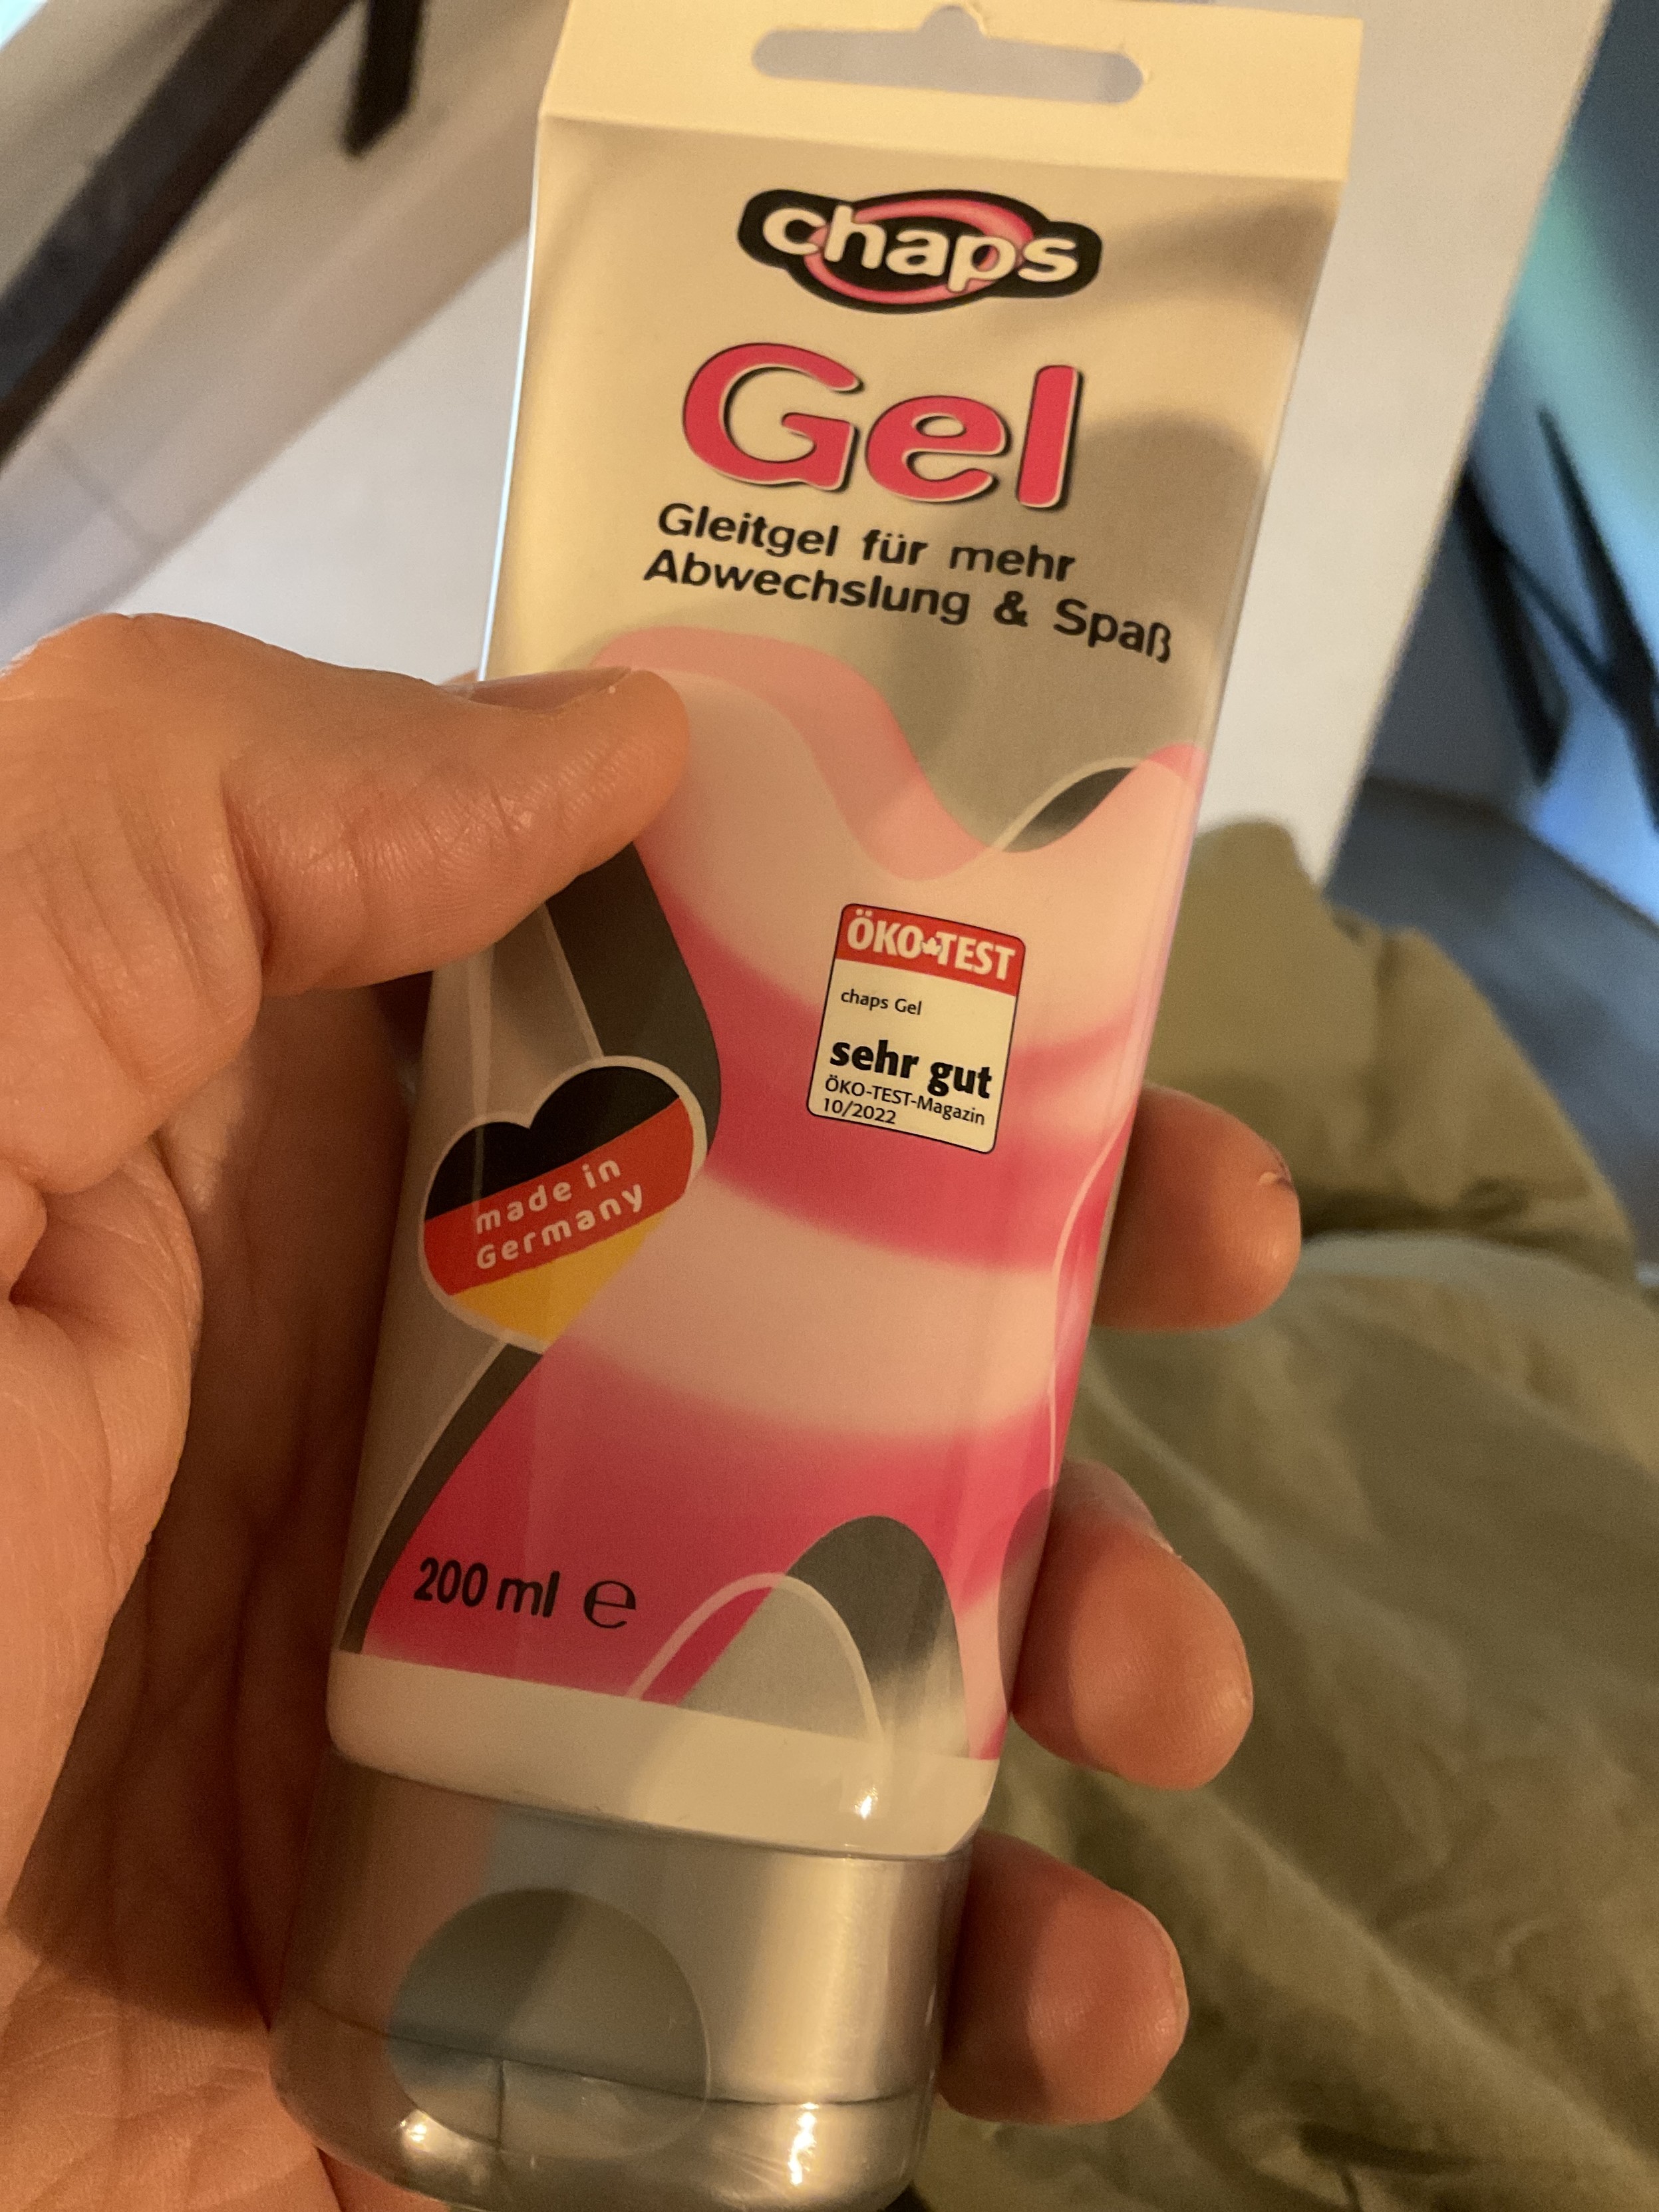 chaps
Gel
Gleitgel für mehr
Abwechslung & Spaß
ÖKO TEST
chaps Gel
sehr gut
ÖKO-TEST-Magazin
10/2022
made in
Germany
200 ml ℮